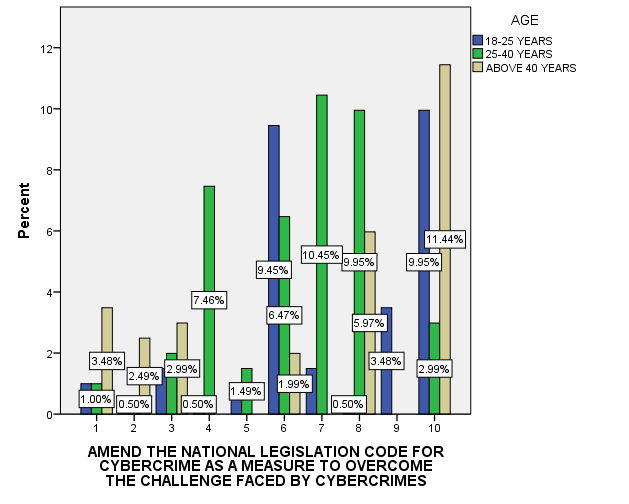 AGE
18-25 YEARS
25-40 YEARS
ABOVE 40 YEARS
Percent
12
10
8
6
4
2
0
11.44%
10.45%
9.95%
9.95%
9.45%
7.46%
6.47%
5.97%
3.48%
3.48%
2.99%
2.99%
2.49%
1.99%
1.49%
1.00%
0.50%
0.50%
0.50%
1 2 3 4 5 6 7 8 9 10
AMEND THE NATIONAL LEGISLATION CODE FOR
CYBERCRIME AS A MEASURE TO OVERCOME
THE CHALLENGE FACED BY CYBERCRIMES